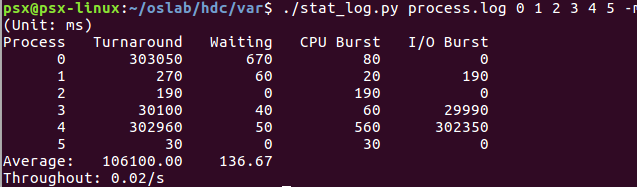 psx@psx-linux:~/oslab/hdc/var$ ./stat_log.py process.log 0 1 2 3 4 5 -m
(Unit: ms)
Process   Turnaround   Waiting   CPU Burst   I/O Burst
0   303050   670   80   0
1   270   60   20   190
2   190   0   190   0
3   30100   40   60   29990
4   302960   50   560   302350
5   30   0   30   0
Average:   106100.00   136.67
Throughout: 0.02/s